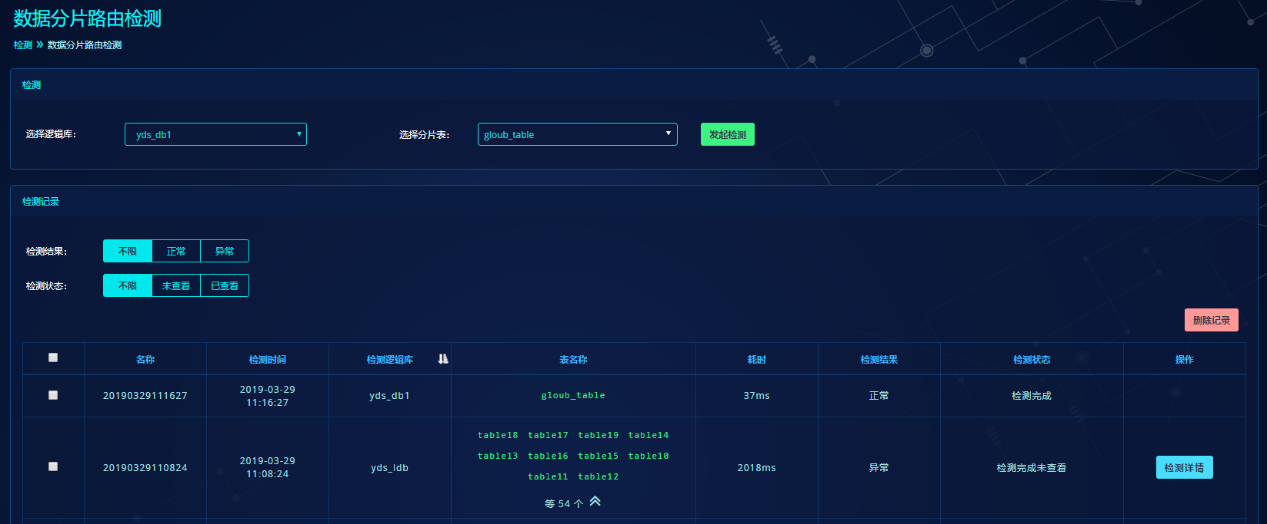 数据分片路由检测
检测 » 数据分片路由检测
检测
选择逻辑库: yds_db1 选择分片表: gloub_table 发起检测
检测记录
检测结果: 不限 正常 异常
检测状态: 不限 未查看 已查看
删除记录
名称 检测时间 检测逻辑库 表名称 耗时 检测结果 检测状态 操作
20190329111627 2019-03-29 11:16:27 yds_db1 gloub_table 37ms 正常 检测完成
table18 table17 table19 table14
table13 table16 table15 table10
20190329110824 2019-03-29 11:08:24 yds_ldb 2018ms 异常 检测完成未查看 检测详情
table11 table12
等 54 个